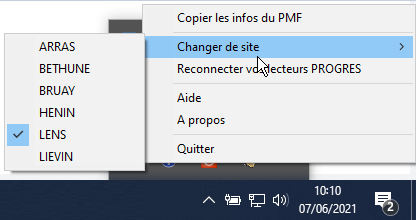 Copier les infos du PMF
Changer de site
Reconnecter vos lecteurs PROGRES
Aide
A propos
Quitter
ARRAS
BETHUNE
BRUAY
HENIN
LENS
LIEVIN
10:10
07/06/2021
2